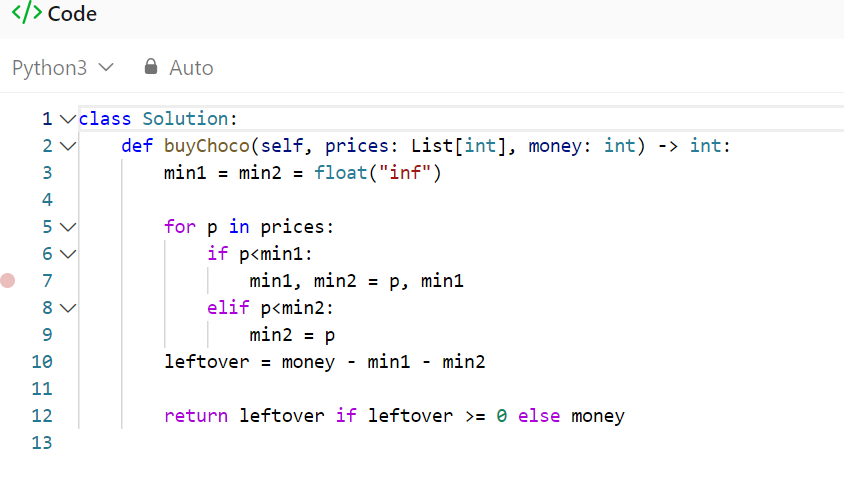 </> Code
Python3 Auto
1 class Solution:
2     def buyChoco(self, prices: List[int], money: int) -> int:
3         min1 = min2 = float("inf")
4
5         for p in prices:
6             if p<min1:
7                 min1, min2 = p, min1
8             elif p<min2:
9                 min2 = p
10         leftover = money - min1 - min2
11
12         return leftover if leftover >= 0 else money
13